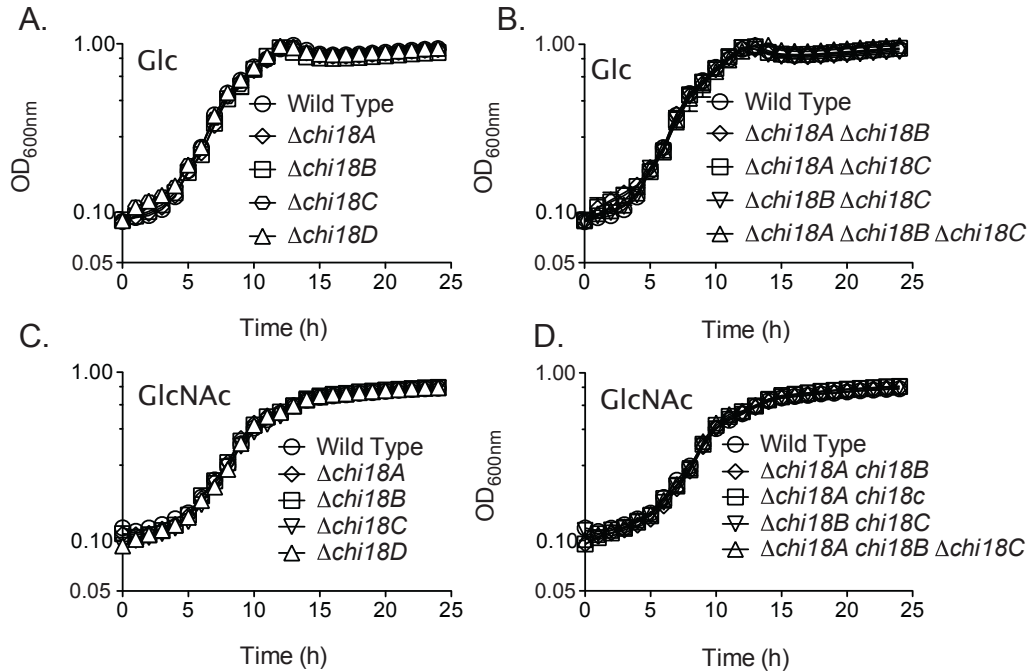 A.
Glc
1.00
0.10
0.05
OD600nm
0 5 10 15 20 25
Time (h)
Wild Type
Δchi18A
Δchi18B
Δchi18C
Δchi18D
B.
Glc
1.00
0.10
0.05
OD600nm
0 5 10 15 20 25
Time (h)
Wild Type
Δchi18A Δchi18B
Δchi18A Δchi18C
Δchi18B Δchi18C
Δchi18A Δchi18B Δchi18C
C.
GlcNAc
1.00
0.10
0.05
0 5 10 15 20 25
Time (h)
Wild Type
Δchi18A
Δchi18B
Δchi18C
Δchi18D
D.
GlcNAc
1.00
0.10
0.05
OD600nm
0 5 10 15 20 25
Time (h)
Wild Type
Δchi18A chi18B
Δchi18A chi18c
Δchi18B chi18C
Δchi18A chi18B Δchi18C